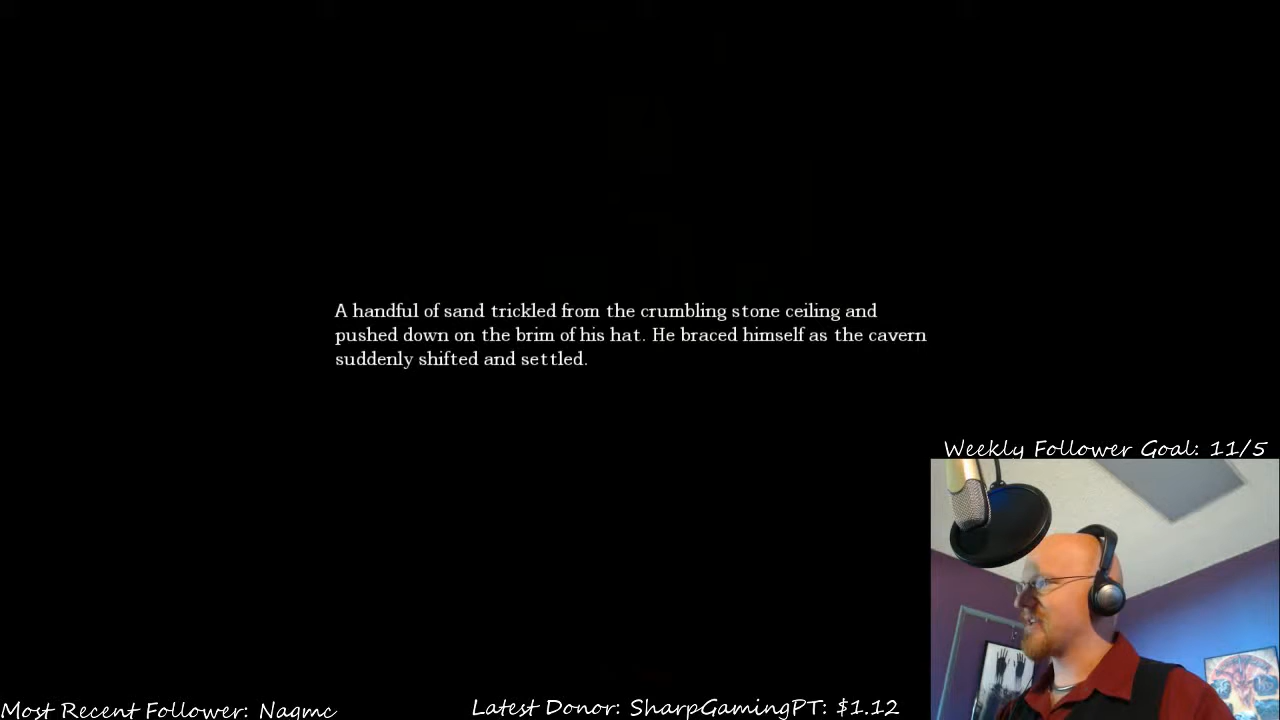 A handful of sand trickled from the crumbling stone ceiling and
pushed down on the brim of his hat. He braced himself as the cavern
suddenly shifted and settled.
Weekly Follower Goal: 11/5
Most Recent Follower: Naqmc
Latest Donor: SharpGamingPT: $1.12